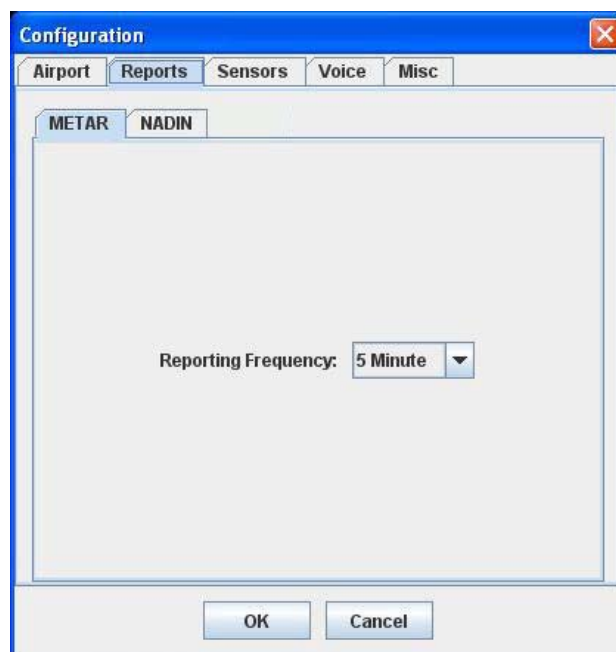 Configuration
Airport Reports Sensors Voice Misc
METAR NADIN
Reporting Frequency: 5 Minute
OK Cancel